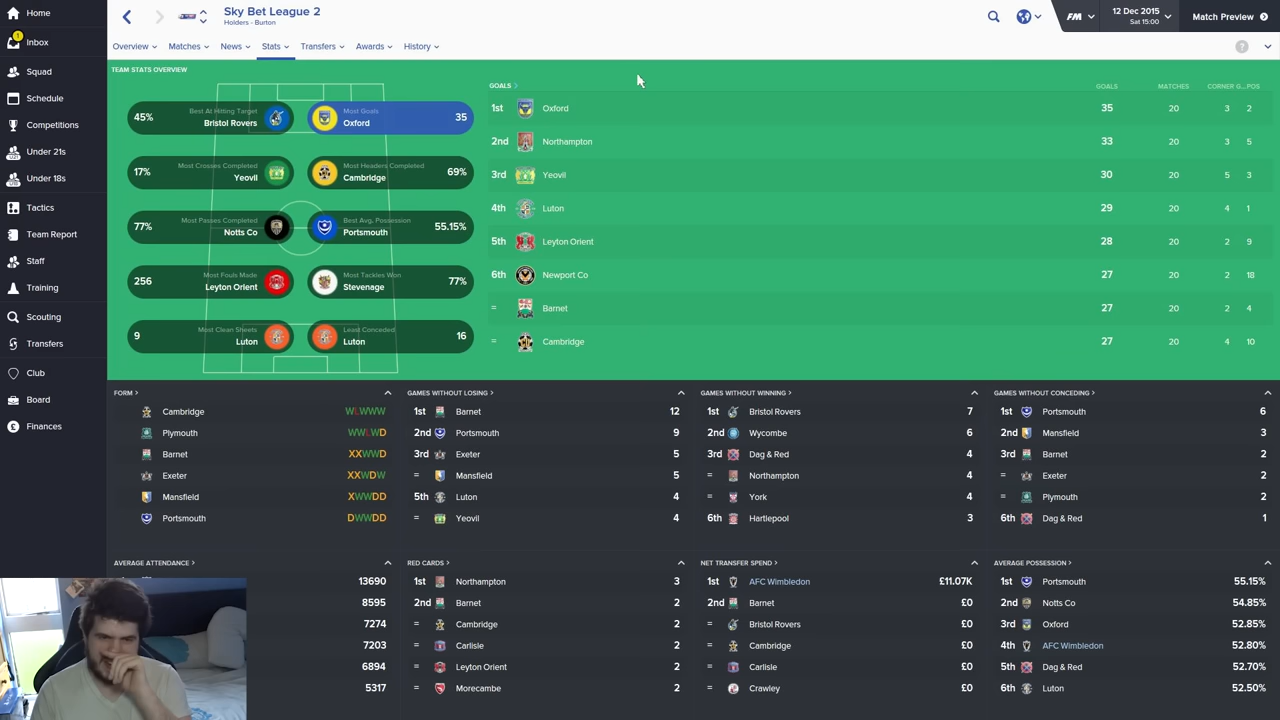 Home
Sky Bet League 2
Holders - Burton
FM
12 Dec 2015
Sat 15:00
Match Preview
1
Inbox
Overview
Matches
News
Stats
Transfers
Awards
History
?
Squad
Schedule
Competitions
U21
Under 21s
U18
Under 18s
Tactics
Team Report
Staff
Training
Scouting
Transfers
Club
Board
Finances
TEAM STATS OVERVIEW
45% Best At Hitting Target Bristol Rovers
Most Goals Oxford 35
17% Most Crosses Completed Yeovil
Most Headers Completed Cambridge 69%
77% Most Passes Completed Notts Co
Best Avg. Possession Portsmouth 55.15%
256 Most Fouls Made Leyton Orient
Most Tackles Won Stevenage 77%
9 Most Clean Sheets Luton
Least Conceded Luton 16
GOALS > GOALS MATCHES CORNER G... POS
1st Oxford 35 20 3 2
2nd Northampton 33 20 3 5
3rd Yeovil 30 20 5 3
4th Luton 29 20 4 1
5th Leyton Orient 28 20 2 9
6th Newport Co 27 20 2 18
= Barnet 27 20 2 4
= Cambridge 27 20 4 10
FORM >
Cambridge WLWWW
Plymouth WWLWD
Barnet XXWWD
Exeter XXWDW
Mansfield XWWDD
Portsmouth DWWDD
GAMES WITHOUT LOSING >
1st Barnet 12
2nd Portsmouth 9
3rd Exeter 5
= Mansfield 5
5th Luton 4
= Yeovil 4
GAMES WITHOUT WINNING >
1st Bristol Rovers 7
2nd Wycombe 6
3rd Dag & Red 4
= Northampton 4
= York 4
6th Hartlepool 3
GAMES WITHOUT CONCEDING >
1st Portsmouth 6
2nd Mansfield 3
3rd Barnet 2
= Exeter 2
= Plymouth 2
6th Dag & Red 1
AVERAGE ATTENDANCE >
13690
8595
7274
7203
6894
5317
RED CARDS >
1st Northampton 3
2nd Barnet 2
= Cambridge 2
= Carlisle 2
= Leyton Orient 2
= Morecambe 2
NET TRANSFER SPEND >
1st AFC Wimbledon £11.07K
2nd Barnet £0
= Bristol Rovers £0
= Cambridge £0
= Carlisle £0
= Crawley £0
AVERAGE POSSESSION >
1st Portsmouth 55.15%
2nd Notts Co 54.85%
3rd Oxford 52.85%
4th AFC Wimbledon 52.80%
5th Dag & Red 52.70%
6th Luton 52.50%